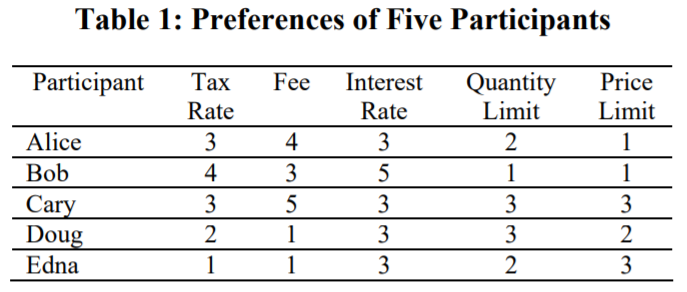 Table 1: Preferences of Five Participants
Participant Tax Rate Fee Interest Rate Quantity Limit Price Limit
Alice 3 4 3 2 1
Bob 4 3 5 1 1
Cary 3 5 3 3 3
Doug 2 1 3 3 2
Edna 1 1 3 2 3